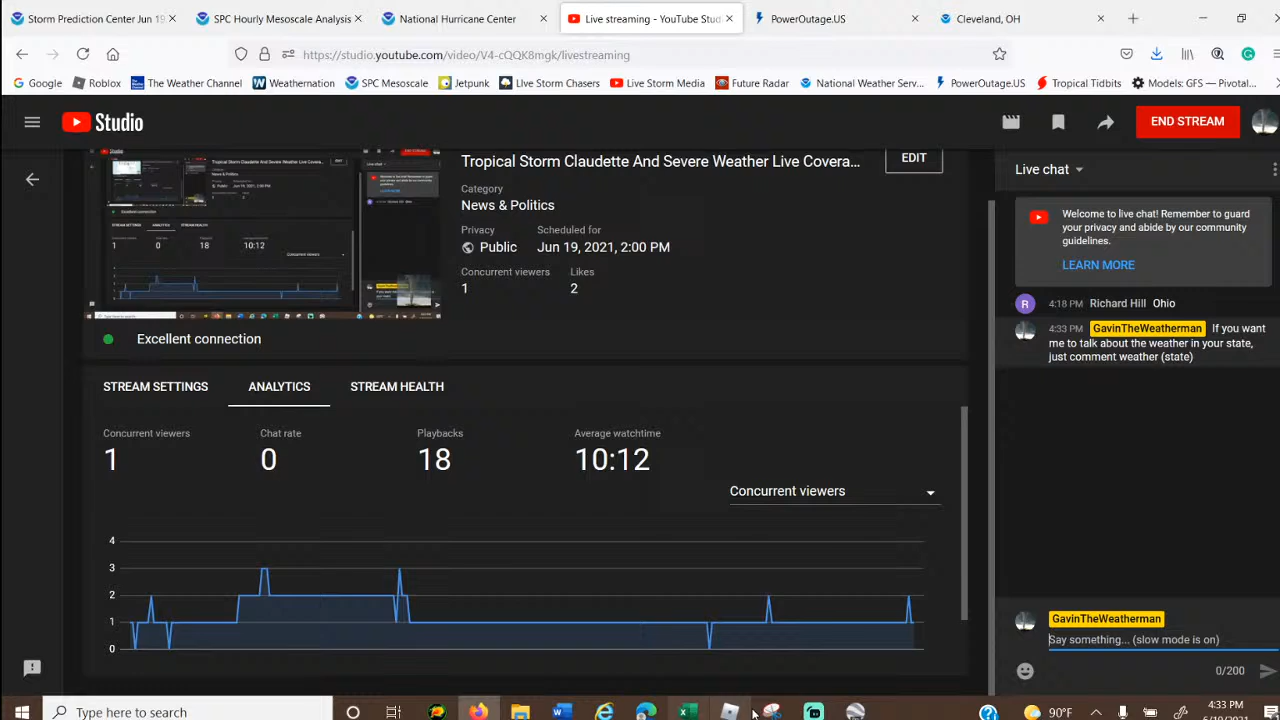 Storm Prediction Center Jun 19
SPC Hourly Mesoscale Analysis
National Hurricane Center
Live streaming - YouTube Stud
PowerOutage.US
Cleveland, OH
https://studio.youtube.com/video/V4-cQQK8mgk/livestreaming
Google
Roblox
The Weather Channel
Weathernation
SPC Mesoscale
Jetpunk
Live Storm Chasers
Live Storm Media
Future Radar
National Weather Serv...
PowerOutage.US
Tropical Tidbits
Models: GFS — Pivotal...
Studio
END STREAM
Tropical Storm Claudette And Severe Weather Live Covera...
EDIT
Category
News & Politics
Privacy
Public
Scheduled for
Jun 19, 2021, 2:00 PM
Concurrent viewers
1
Likes
2
Excellent connection
STREAM SETTINGS
ANALYTICS
STREAM HEALTH
Concurrent viewers
1
Chat rate
0
Playbacks
18
Average watchtime
10:12
Concurrent viewers
4
3
2
1
0
Live chat
Welcome to live chat! Remember to guard
your privacy and abide by our community
guidelines.
LEARN MORE
R 4:18 PM Richard Hill Ohio
4:33 PM GavinTheWeatherman If you want
me to talk about the weather in your state,
just comment weather (state)
GavinTheWeatherman
Say something... (slow mode is on)
0/200
Type here to search
90°F
4:33 PM